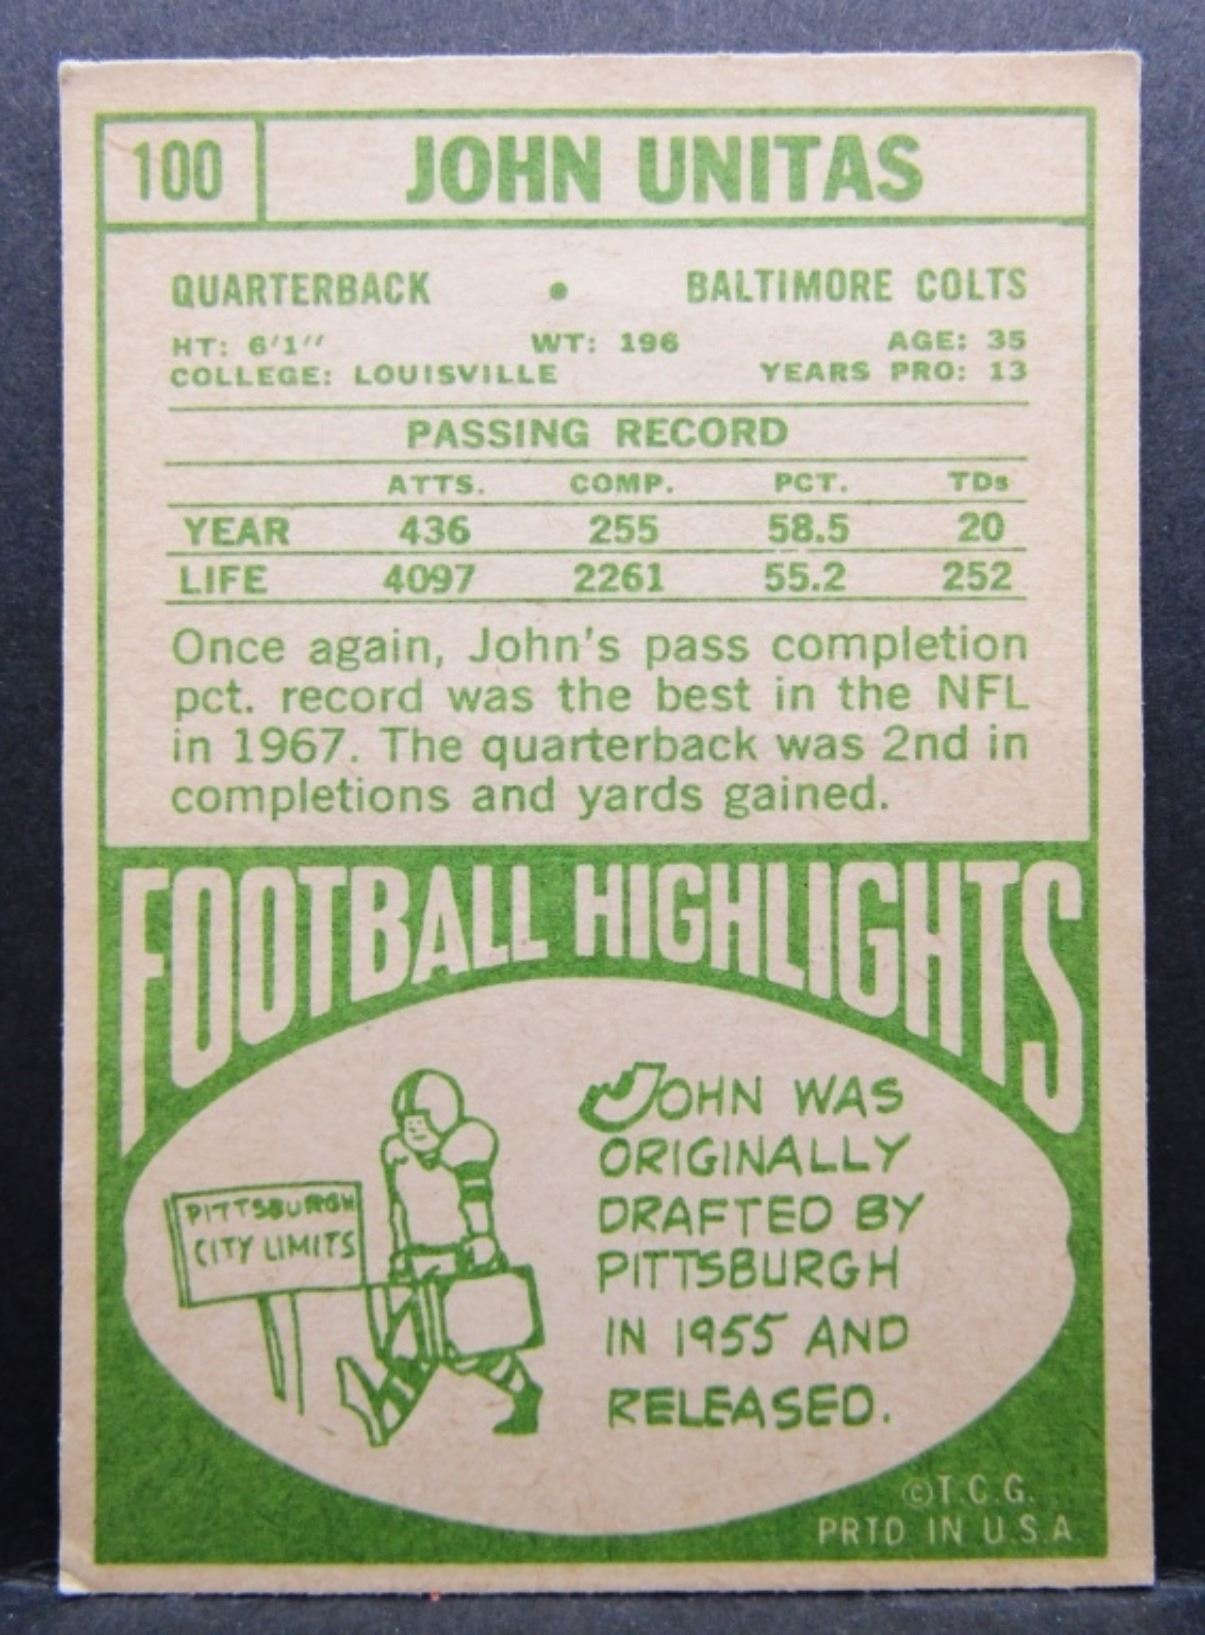 100 JOHN UNITAS
QUARTERBACK • BALTIMORE COLTS
HT: 6'1" WT: 196 AGE: 35
COLLEGE: LOUISVILLE YEARS PRO: 13
PASSING RECORD
ATTS. COMP. PCT. TDs
YEAR 436 255 58.5 20
LIFE 4097 2261 55.2 252
Once again, John's pass completion
pct. record was the best in the NFL
in 1967. The quarterback was 2nd in
completions and yards gained.
FOOTBALL HIGHLIGHTS
PITTSBURGH
CITY LIMITS
JOHN WAS
ORIGINALLY
DRAFTED BY
PITTSBURGH
IN 1955 AND
RELEASED.
©T.C.G.
PRTD. IN U.S.A.